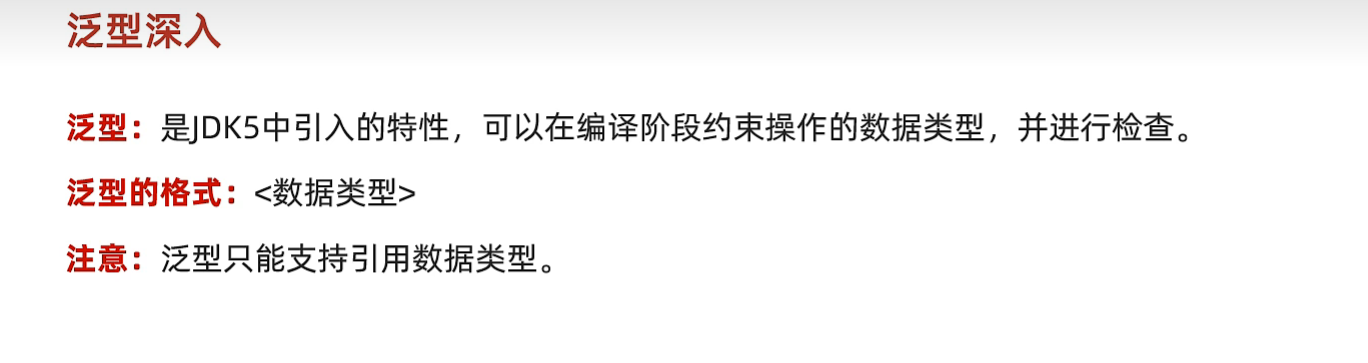 泛型深入
泛型：是JDK5中引入的特性，可以在编译阶段约束操作的数据类型，并进行检查。
泛型的格式：<数据类型>
注意：泛型只能支持引用数据类型。